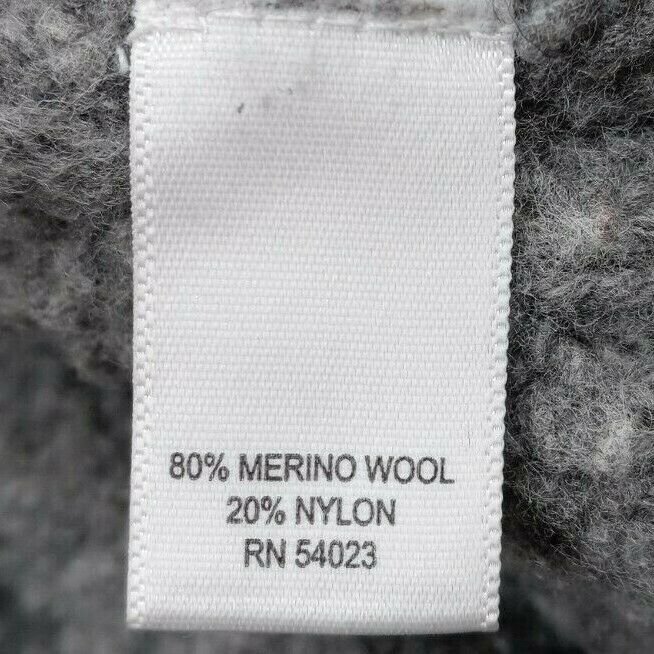 80% MERINO WOOL
20% NYLON
RN 54023